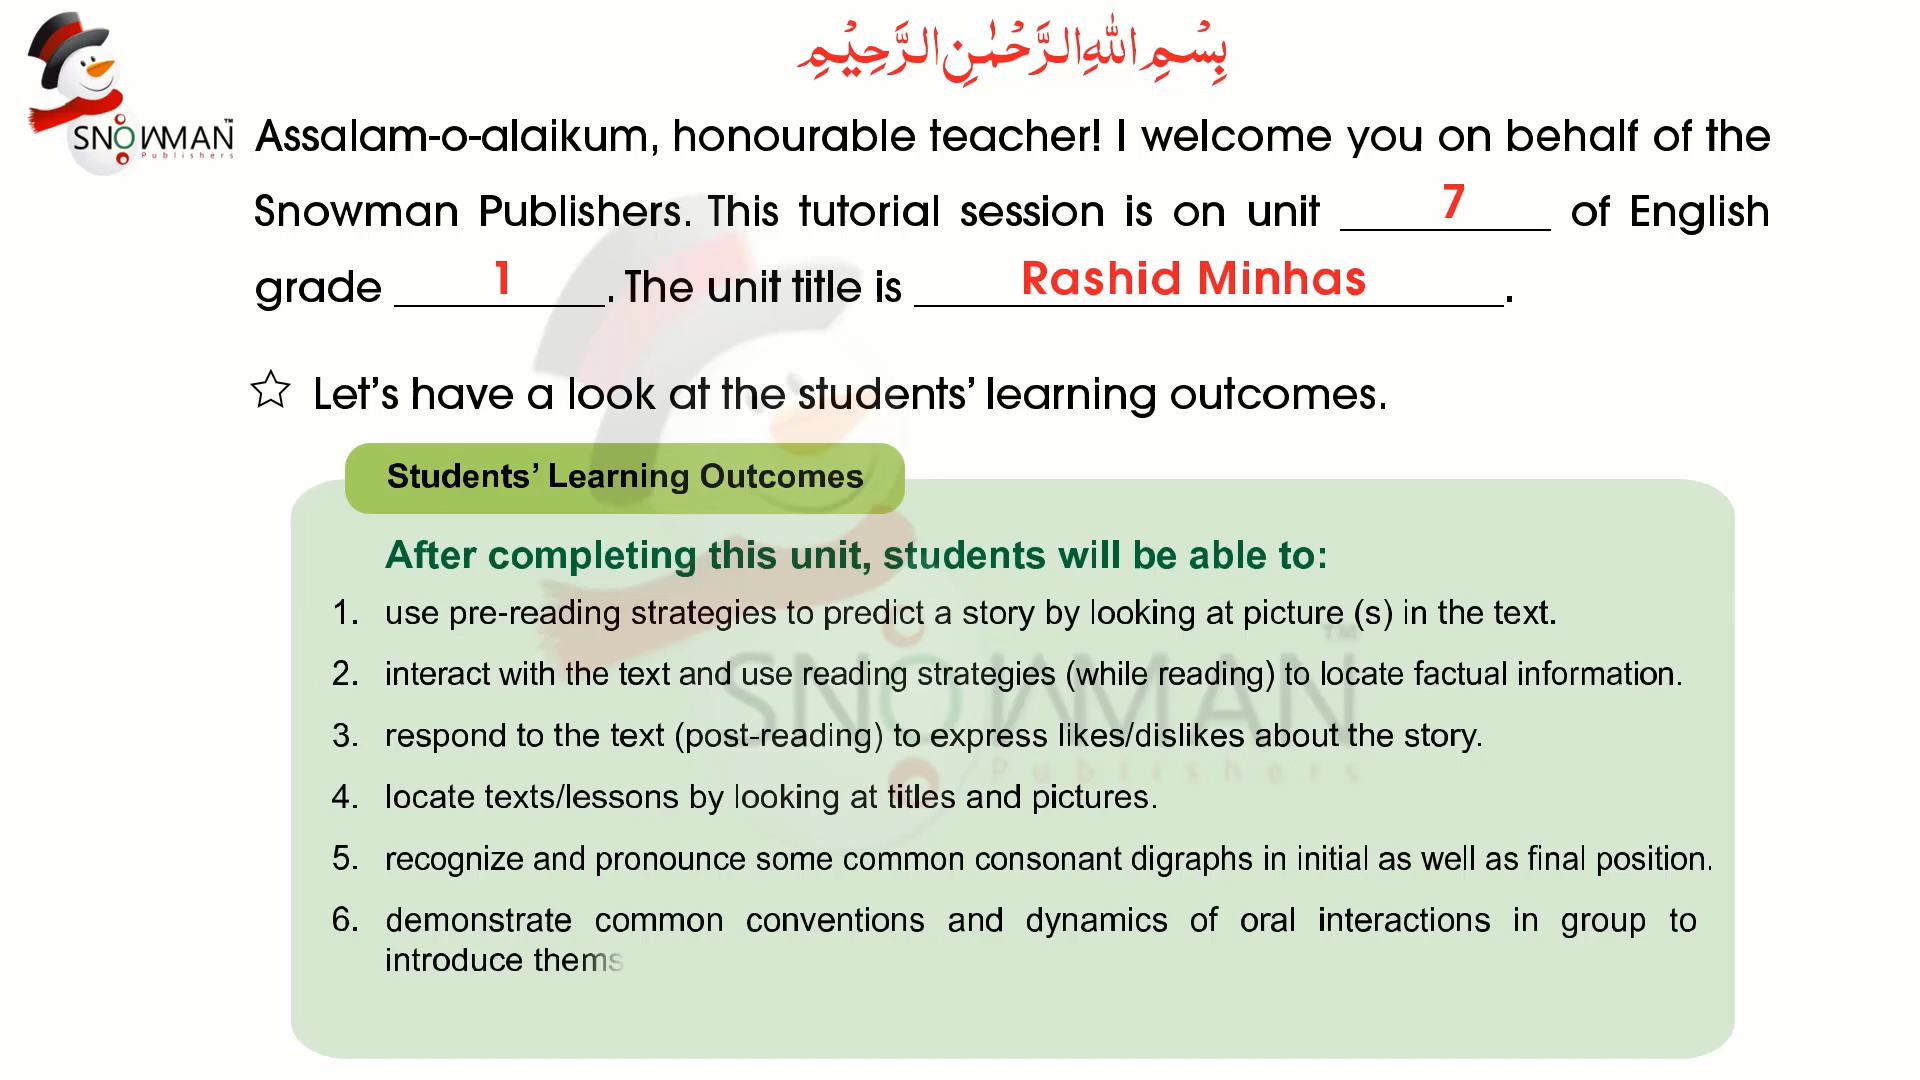 بِسْمِ اللّٰهِ الرَّحْمٰنِ الرَّحِيْمِ
SNOWMAN™
Publishers
Assalam-o-alaikum, honourable teacher! I welcome you on behalf of the
Snowman Publishers. This tutorial session is on unit 7 of English
grade 1. The unit title is Rashid Minhas.
☆ Let's have a look at the students' learning outcomes.
Students' Learning Outcomes
After completing this unit, students will be able to:
1. use pre-reading strategies to predict a story by looking at picture (s) in the text.
2. interact with the text and use reading strategies (while reading) to locate factual information.
3. respond to the text (post-reading) to express likes/dislikes about the story.
4. locate texts/lessons by looking at titles and pictures.
5. recognize and pronounce some common consonant digraphs in initial as well as final position.
6. demonstrate common conventions and dynamics of oral interactions in group to
introduce thems
SNOWMAN™
Publishers